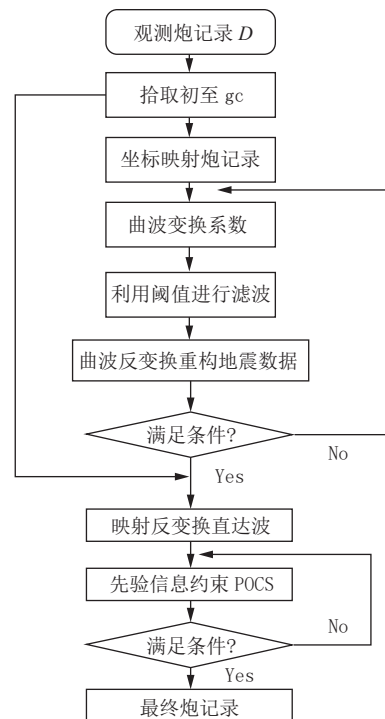 观测炮记录 D
拾取初至 gc
坐标映射炮记录
曲波变换系数
利用阈值进行滤波
曲波反变换重构地震数据
满足条件?
No
Yes
映射反变换直达波
先验信息约束 POCS
满足条件?
No
Yes
最终炮记录